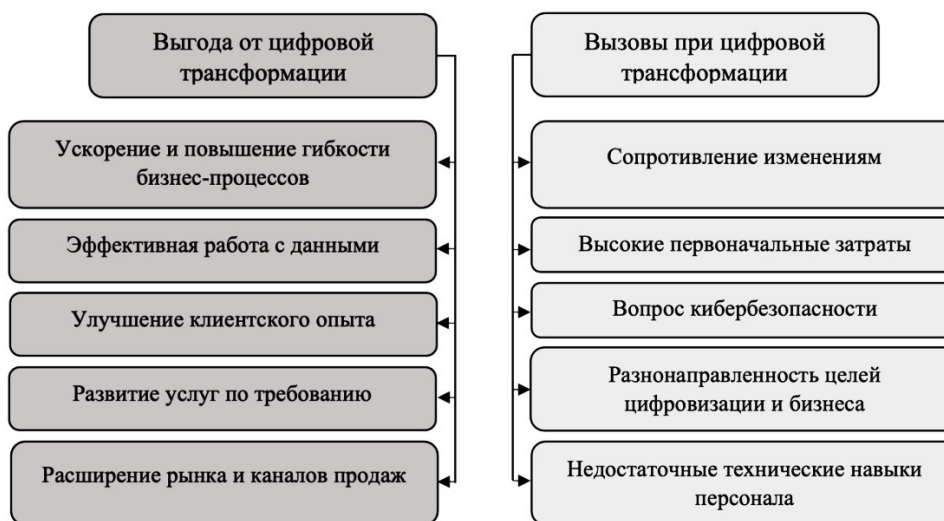 Выгода от цифровой
трансформации
Ускорение и повышение гибкости
бизнес-процессов
Эффективная работа с данными
Улучшение клиентского опыта
Развитие услуг по требованию
Расширение рынка и каналов продаж
Вызовы при цифровой
трансформации
Сопротивление изменениям
Высокие первоначальные затраты
Вопрос кибербезопасности
Разнонаправленность целей
цифровизации и бизнеса
Недостаточные технические навыки
персонала